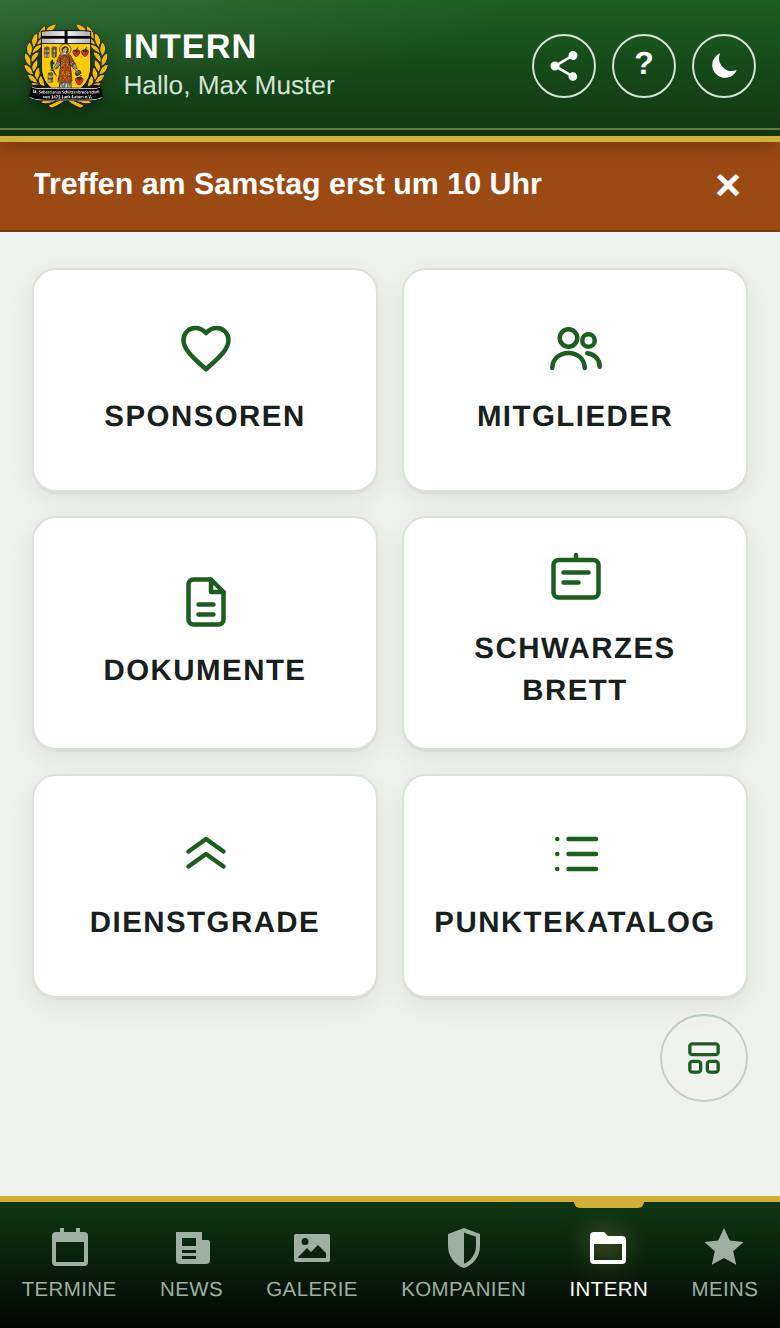 INTERN
Hallo, Max Muster
?
Treffen am Samstag erst um 10 Uhr
SPONSOREN
MITGLIEDER
DOKUMENTE
SCHWARZES
BRETT
DIENSTGRADE
PUNKTEKATALOG
TERMINE
NEWS
GALERIE
KOMPANIEN
INTERN
MEINS